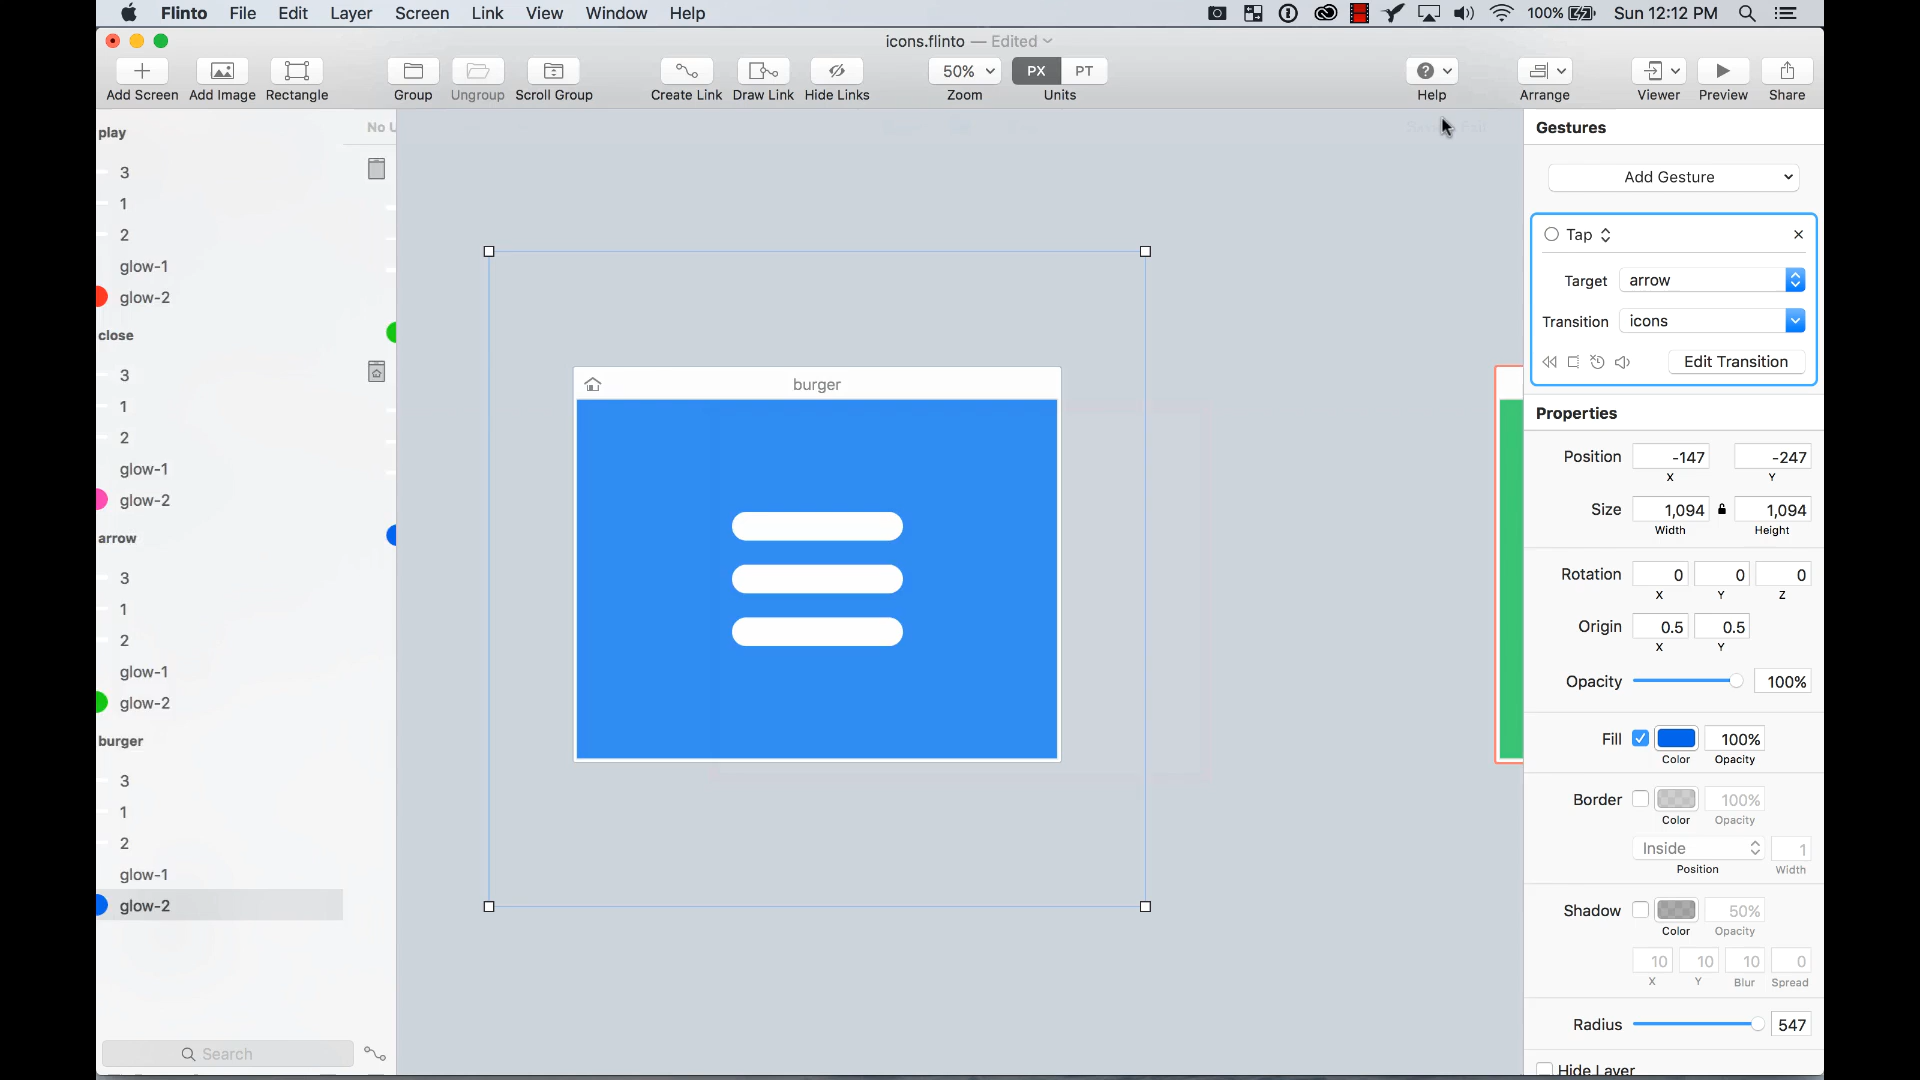 Flinto File Edit Layer Screen Link View Window Help 100% Sun 12:12 PM
icons.flinto — Edited
50% PX PT
Add Screen Add Image Rectangle Group Ungroup Scroll Group Create Link Draw Link Hide Links Zoom Units Help Arrange Viewer Preview Share
play
No U
3
1
2
glow-1
glow-2
close
3
1
2
glow-1
glow-2
arrow
3
1
2
glow-1
glow-2
burger
3
1
2
glow-1
glow-2
Search
burger
Gestures
Add Gesture
Tap
Target arrow
Transition icons
Edit Transition
Properties
Position -147 -247
X Y
Size 1,094 1,094
Width Height
Rotation 0 0 0
X Y Z
Origin 0.5 0.5
X Y
Opacity 100%
Fill 100%
Color Opacity
Border 100%
Color Opacity
Inside 1
Position Width
Shadow 50%
Color Opacity
10 10 10 0
X Y Blur Spread
Radius 547
Hide Layer